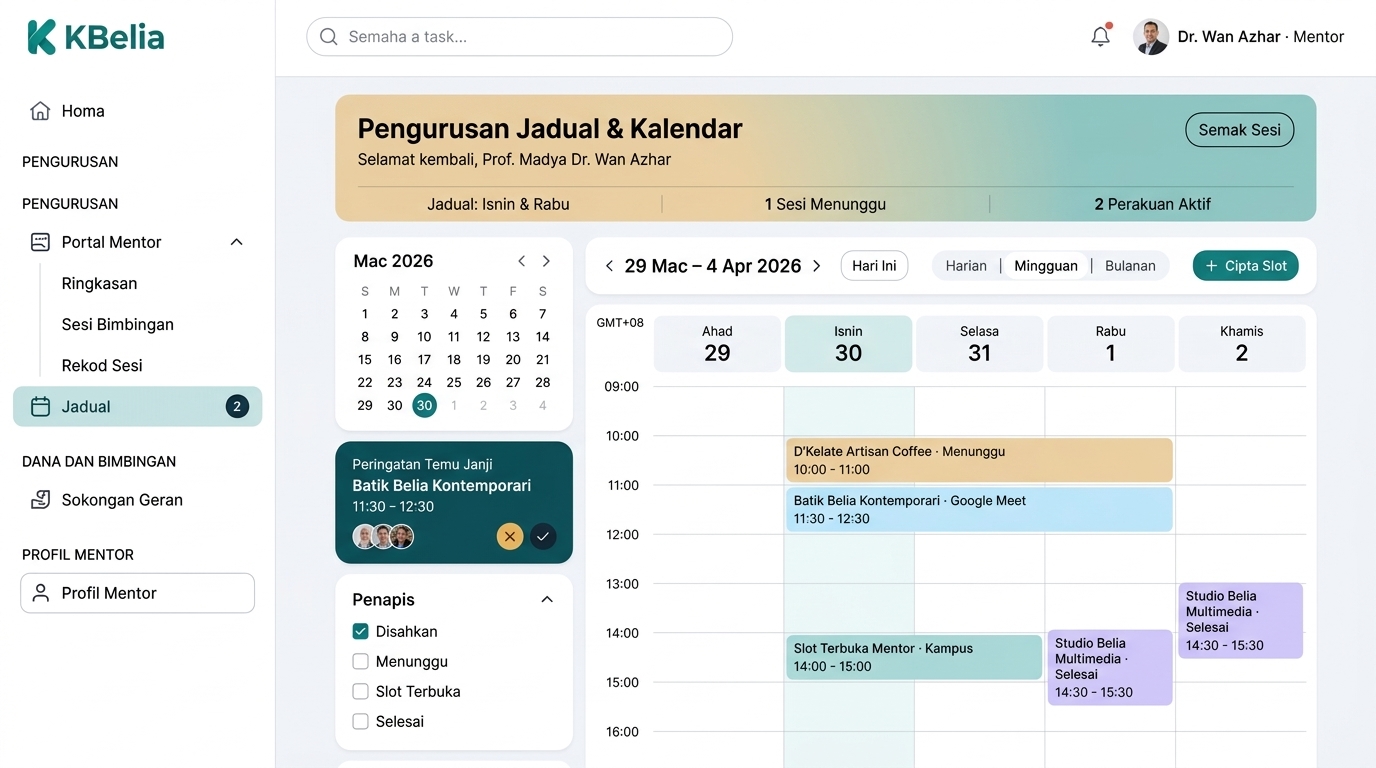 KBelia
Semaha a task...
Dr. Wan Azhar · Mentor
Homa
PENGURUSAN
PENGURUSAN
Portal Mentor
Ringkasan
Sesi Bimbingan
Rekod Sesi
Jadual
2
DANA DAN BIMBINGAN
Sokongan Geran
PROFIL MENTOR
Profil Mentor
Pengurusan Jadual & Kalendar
Selamat kembali, Prof. Madya Dr. Wan Azhar
Semak Sesi
Jadual: Isnin & Rabu
1 Sesi Menunggu
2 Perakuan Aktif
Mac 2026
S M T W T F S
1 2 3 4 5 6 7
8 9 10 11 12 13 14
15 16 17 18 19 20 21
22 23 24 25 26 27 28
29 30 30 1 2 3 4
Peringatan Temu Janji
Batik Belia Kontemporari
11:30 – 12:30
Penapis
Disahkan
Menunggu
Slot Terbuka
Selesai
29 Mac – 4 Apr 2026
Hari Ini
Harian | Mingguan | Bulanan
+ Cipta Slot
GMT+08
Ahad
29
Isnin
30
Selasa
31
Rabu
1
Khamis
2
09:00
10:00
D'Kelate Artisan Coffee · Menunggu
10:00 - 11:00
11:00
Batik Belia Kontemporari · Google Meet
11:30 - 12:30
12:00
13:00
Studio Belia
Multimedia ·
Selesai
14:30 - 15:30
14:00
Slot Terbuka Mentor · Kampus
14:00 - 15:00
Studio Belia
Multimedia ·
Selesai
14:30 - 15:30
15:00
16:00